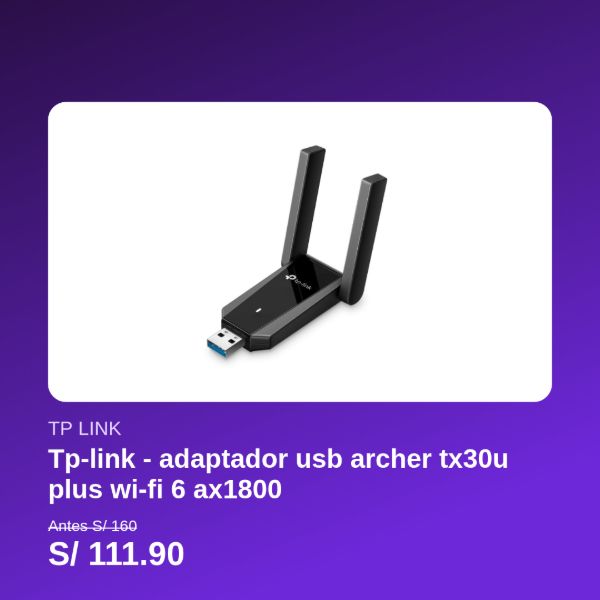 tp-link
TP LINK
Tp-link - adaptador usb archer tx30u
plus wi-fi 6 ax1800
Antes S/ 160
S/ 111.90